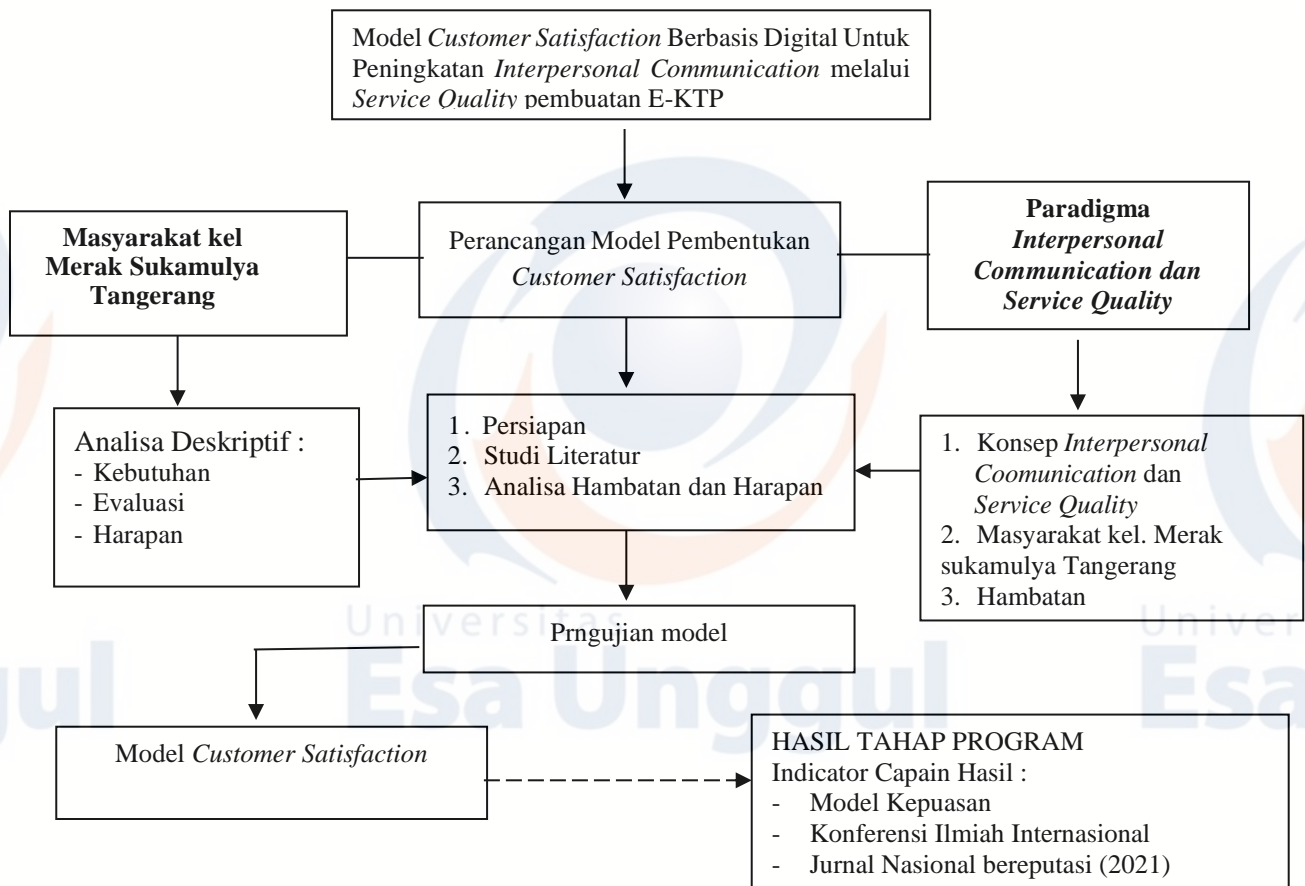 Model Customer Satisfaction Berbasis Digital Untuk
Peningkatan Interpersonal Communication melalui
Service Quality pembuatan E-KTP
Masyarakat kel
Merak Sukamulya
Tangerang
Perancangan Model Pembentukan
Customer Satisfaction
Paradigma
Interpersonal
Communication dan
Service Quality
Analisa Deskriptif :
- Kebutuhan
- Evaluasi
- Harapan
1. Persiapan
2. Studi Literatur
3. Analisa Hambatan dan Harapan
1. Konsep Interpersonal
Coomunication dan
Service Quality
2. Masyarakat kel. Merak
sukamulya Tangerang
3. Hambatan
Prngujian model
Model Customer Satisfaction
HASIL TAHAP PROGRAM
Indicator Capain Hasil :
- Model Kepuasan
- Konferensi Ilmiah Internasional
- Jurnal Nasional bereputasi (2021)
Universitas
Esa Unggul
gul
Univer
Esa